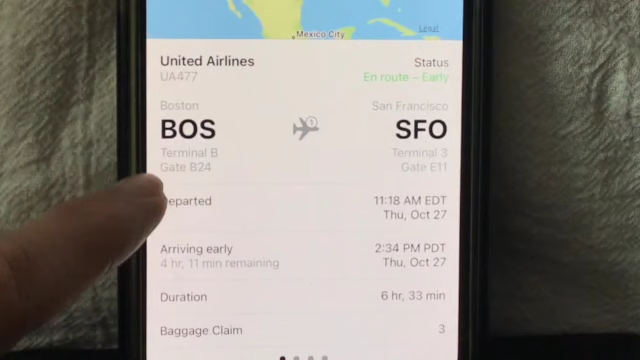 Mexico City
Legal
United Airlines
Status
UA477
En route – Early
Boston
San Francisco
BOS
1
SFO
Terminal B
Terminal 3
Gate B24
Gate E11
eparted
11:18 AM EDT
Thu, Oct 27
Arriving early
2:34 PM PDT
4 hr, 11 min remaining
Thu, Oct 27
Duration
6 hr, 33 min
Baggage Claim
3